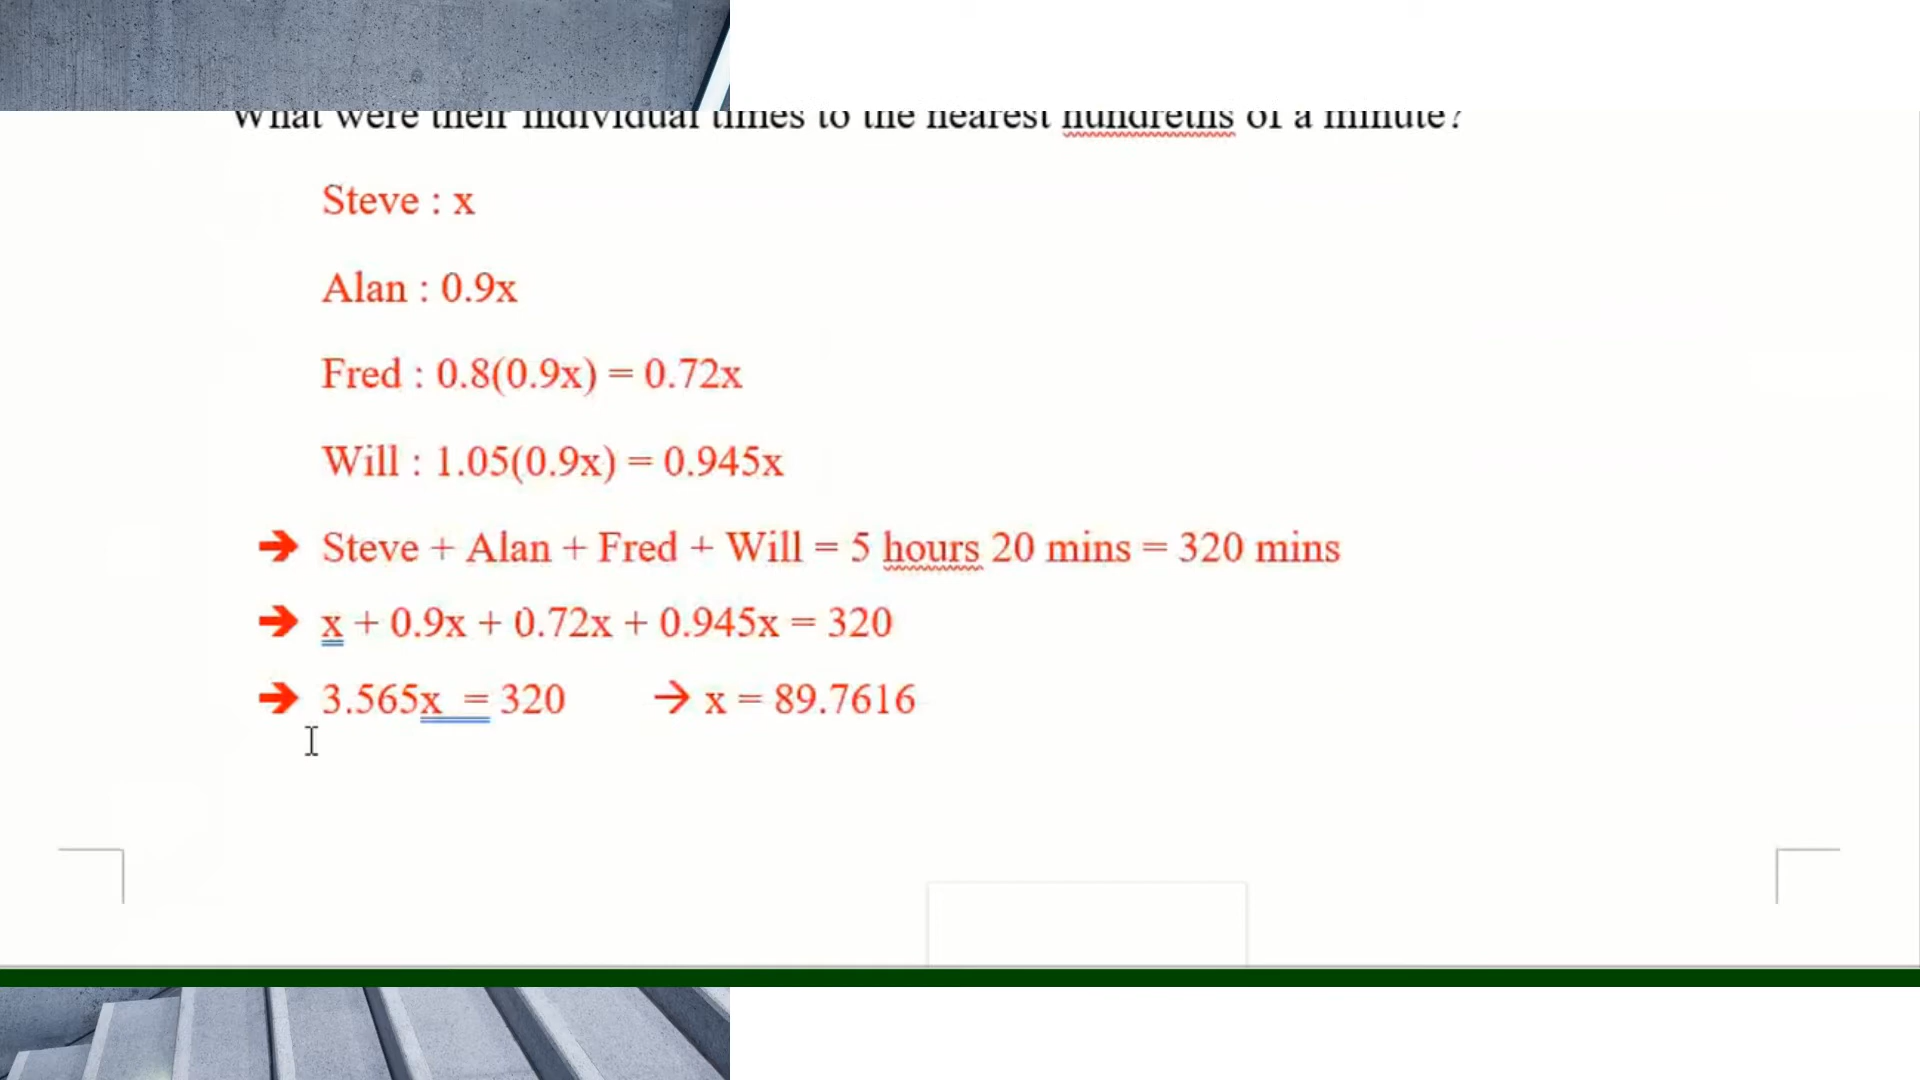 What were their individual times to the nearest hundreths of a minute?
Steve : x
Alan : 0.9x
Fred : 0.8(0.9x) = 0.72x
Will : 1.05(0.9x) = 0.945x
➔ Steve + Alan + Fred + Will = 5 hours 20 mins = 320 mins
➔ x + 0.9x + 0.72x + 0.945x = 320
➔ 3.565x = 320 → x = 89.7616